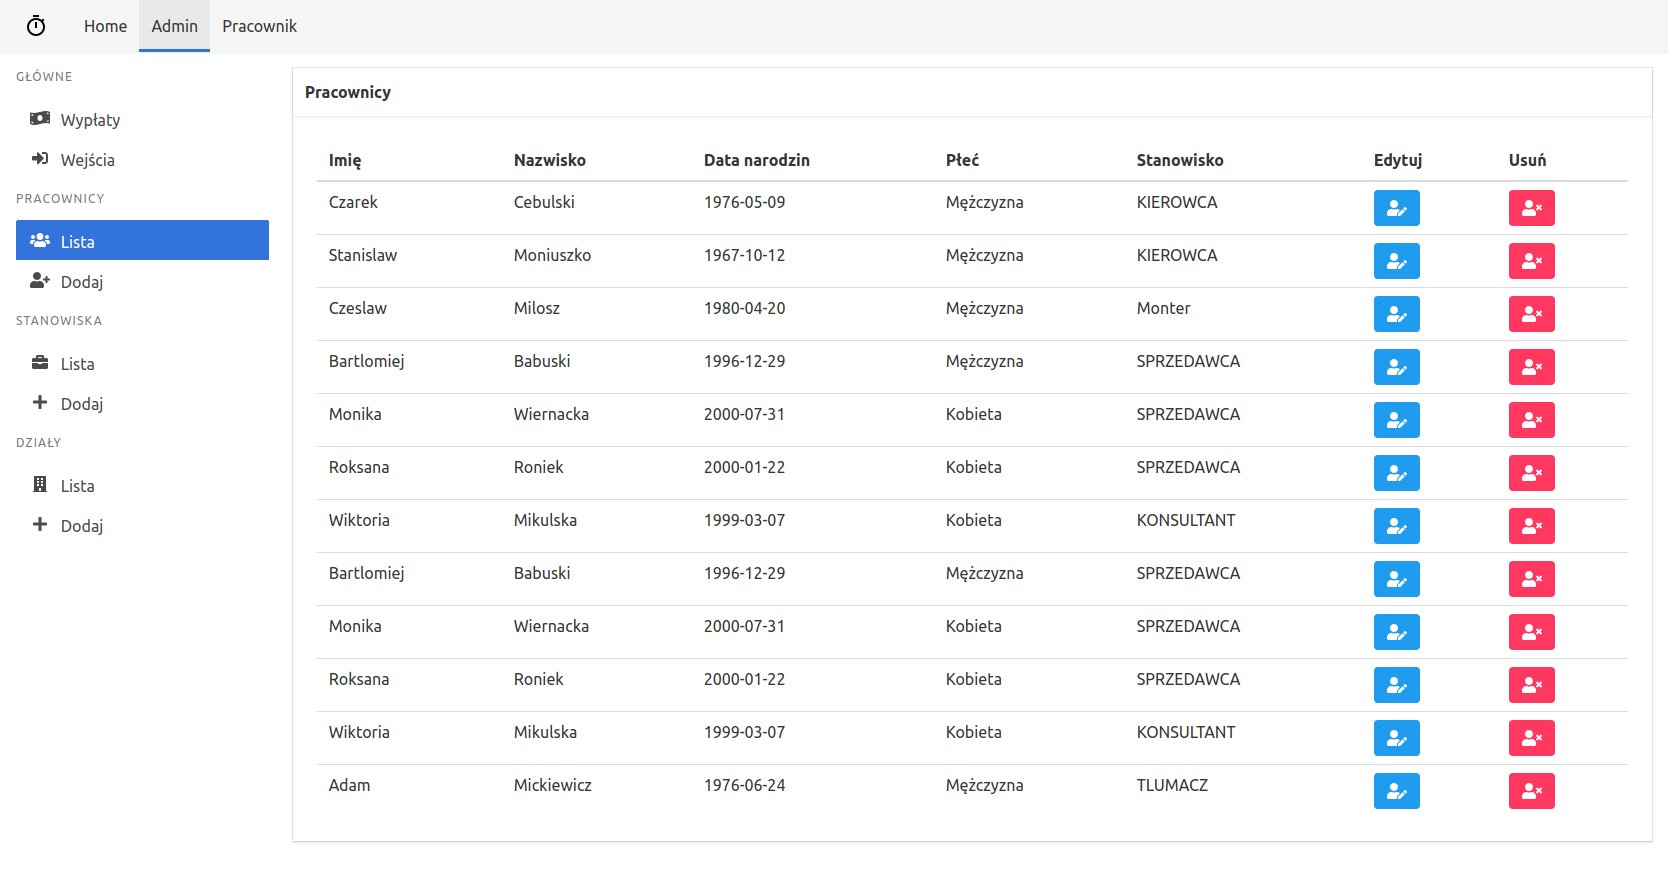 Home Admin Pracownik
GŁÓWNE
Wypłaty
Wejścia
PRACOWNICY
Lista
Dodaj
STANOWISKA
Lista
Dodaj
DZIAŁY
Lista
Dodaj
Pracownicy
Imię Nazwisko Data narodzin Płeć Stanowisko Edytuj Usuń
Czarek Cebulski 1976-05-09 Mężczyzna KIEROWCA
Stanislaw Moniuszko 1967-10-12 Mężczyzna KIEROWCA
Czeslaw Milosz 1980-04-20 Mężczyzna Monter
Bartlomiej Babuski 1996-12-29 Mężczyzna SPRZEDAWCA
Monika Wiernacka 2000-07-31 Kobieta SPRZEDAWCA
Roksana Roniek 2000-01-22 Kobieta SPRZEDAWCA
Wiktoria Mikulska 1999-03-07 Kobieta KONSULTANT
Bartlomiej Babuski 1996-12-29 Mężczyzna SPRZEDAWCA
Monika Wiernacka 2000-07-31 Kobieta SPRZEDAWCA
Roksana Roniek 2000-01-22 Kobieta SPRZEDAWCA
Wiktoria Mikulska 1999-03-07 Kobieta KONSULTANT
Adam Mickiewicz 1976-06-24 Mężczyzna TLUMACZ